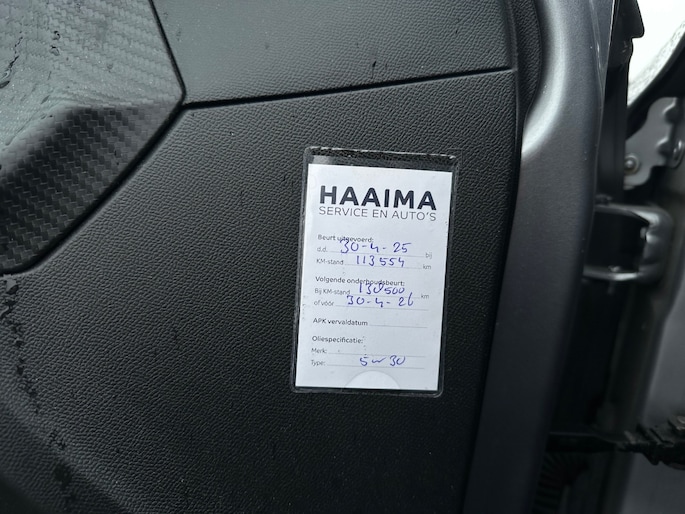 HAAIMA
SERVICE EN AUTO'S
Beurt uitgevoerd:
d.d. 30-4-25 bij
KM-stand 113554 km
Volgende onderhoudsbeurt:
Bij KM-stand 130500 km
of vóór 30-4-26
APK vervaldatum
Oliespecificatie:
Merk:
Type: 5w30